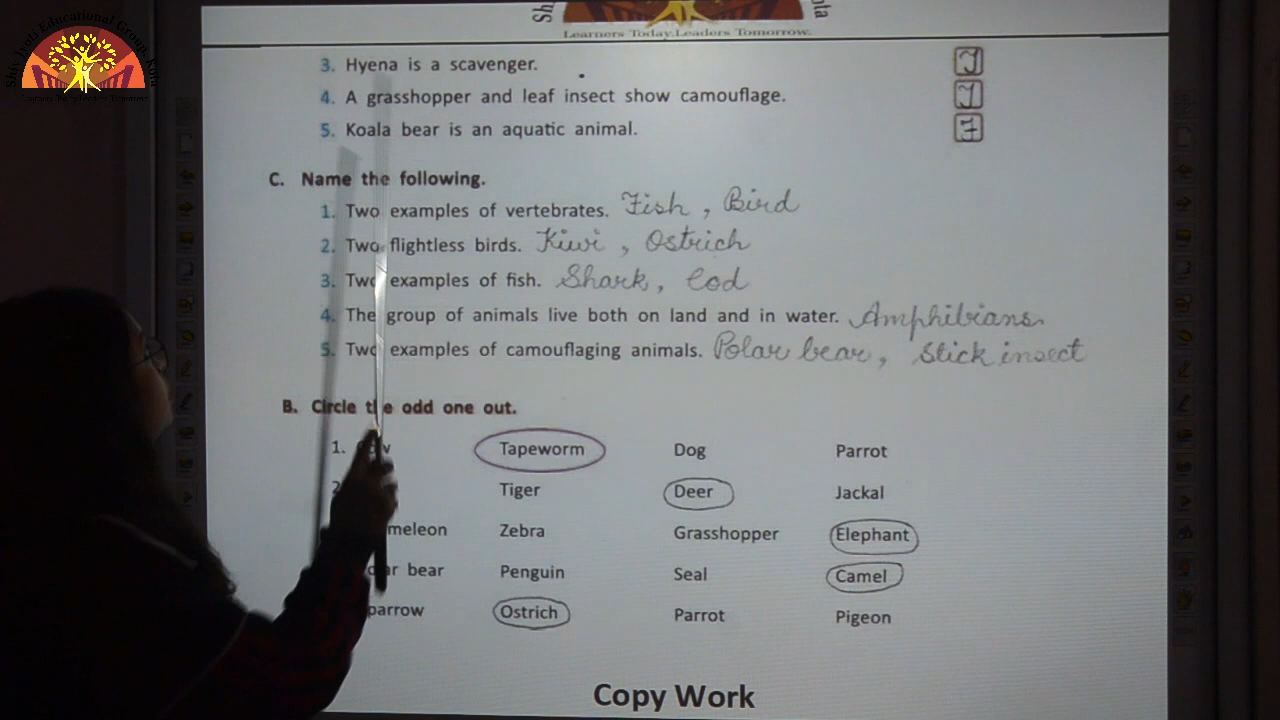 Shiv Jyoti Educational Group, Kota
Learners Today.Leaders Tomorrow.
3. Hyena is a scavenger. T
4. A grasshopper and leaf insect show camouflage. T
5. Koala bear is an aquatic animal. F
C. Name the following.
1. Two examples of vertebrates. Fish , Bird
2. Two flightless birds. Kiwi , Ostrich
3. Two examples of fish. Shark , Cod
4. The group of animals live both on land and in water. Amphibians
5. Two examples of camouflaging animals. Polar bear , Stick insect
B. Circle the odd one out.
1. Tapeworm Dog Parrot
Tiger Deer Jackal
meleon Zebra Grasshopper Elephant
ar bear Penguin Seal Camel
parrow Ostrich Parrot Pigeon
Copy Work